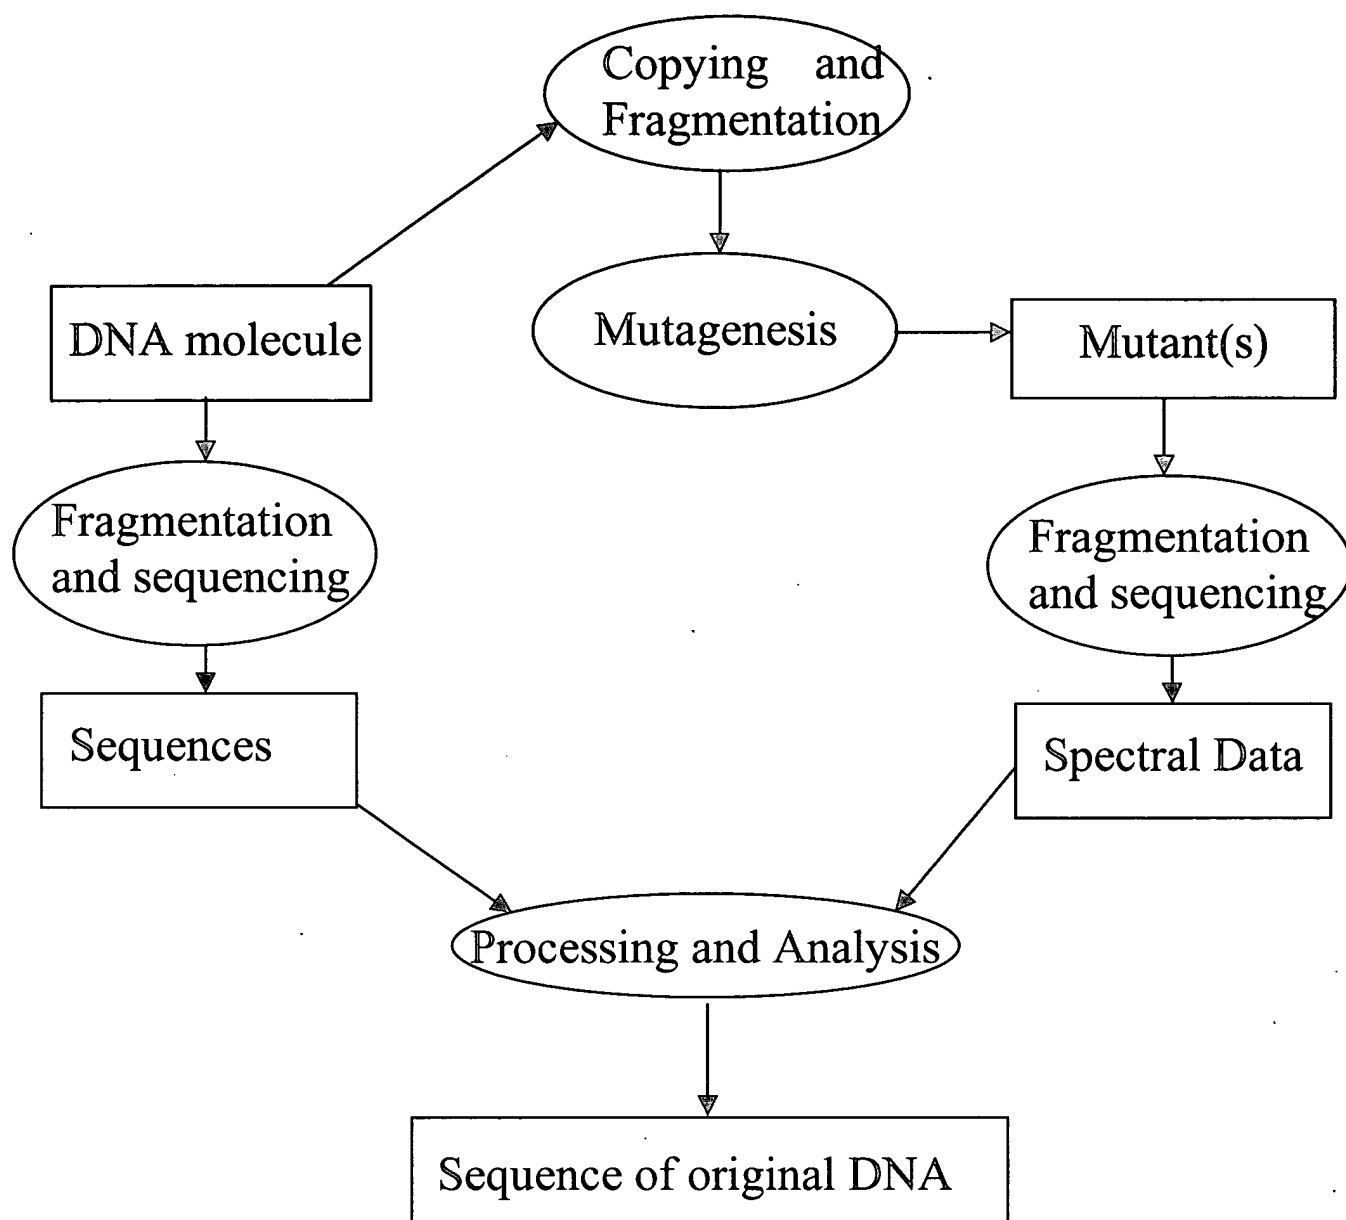 Copying and
Fragmentation
DNA molecule
Mutagenesis
Mutant(s)
Fragmentation
and sequencing
Fragmentation
and sequencing
Sequences
Spectral Data
Processing and Analysis
Sequence of original DNA